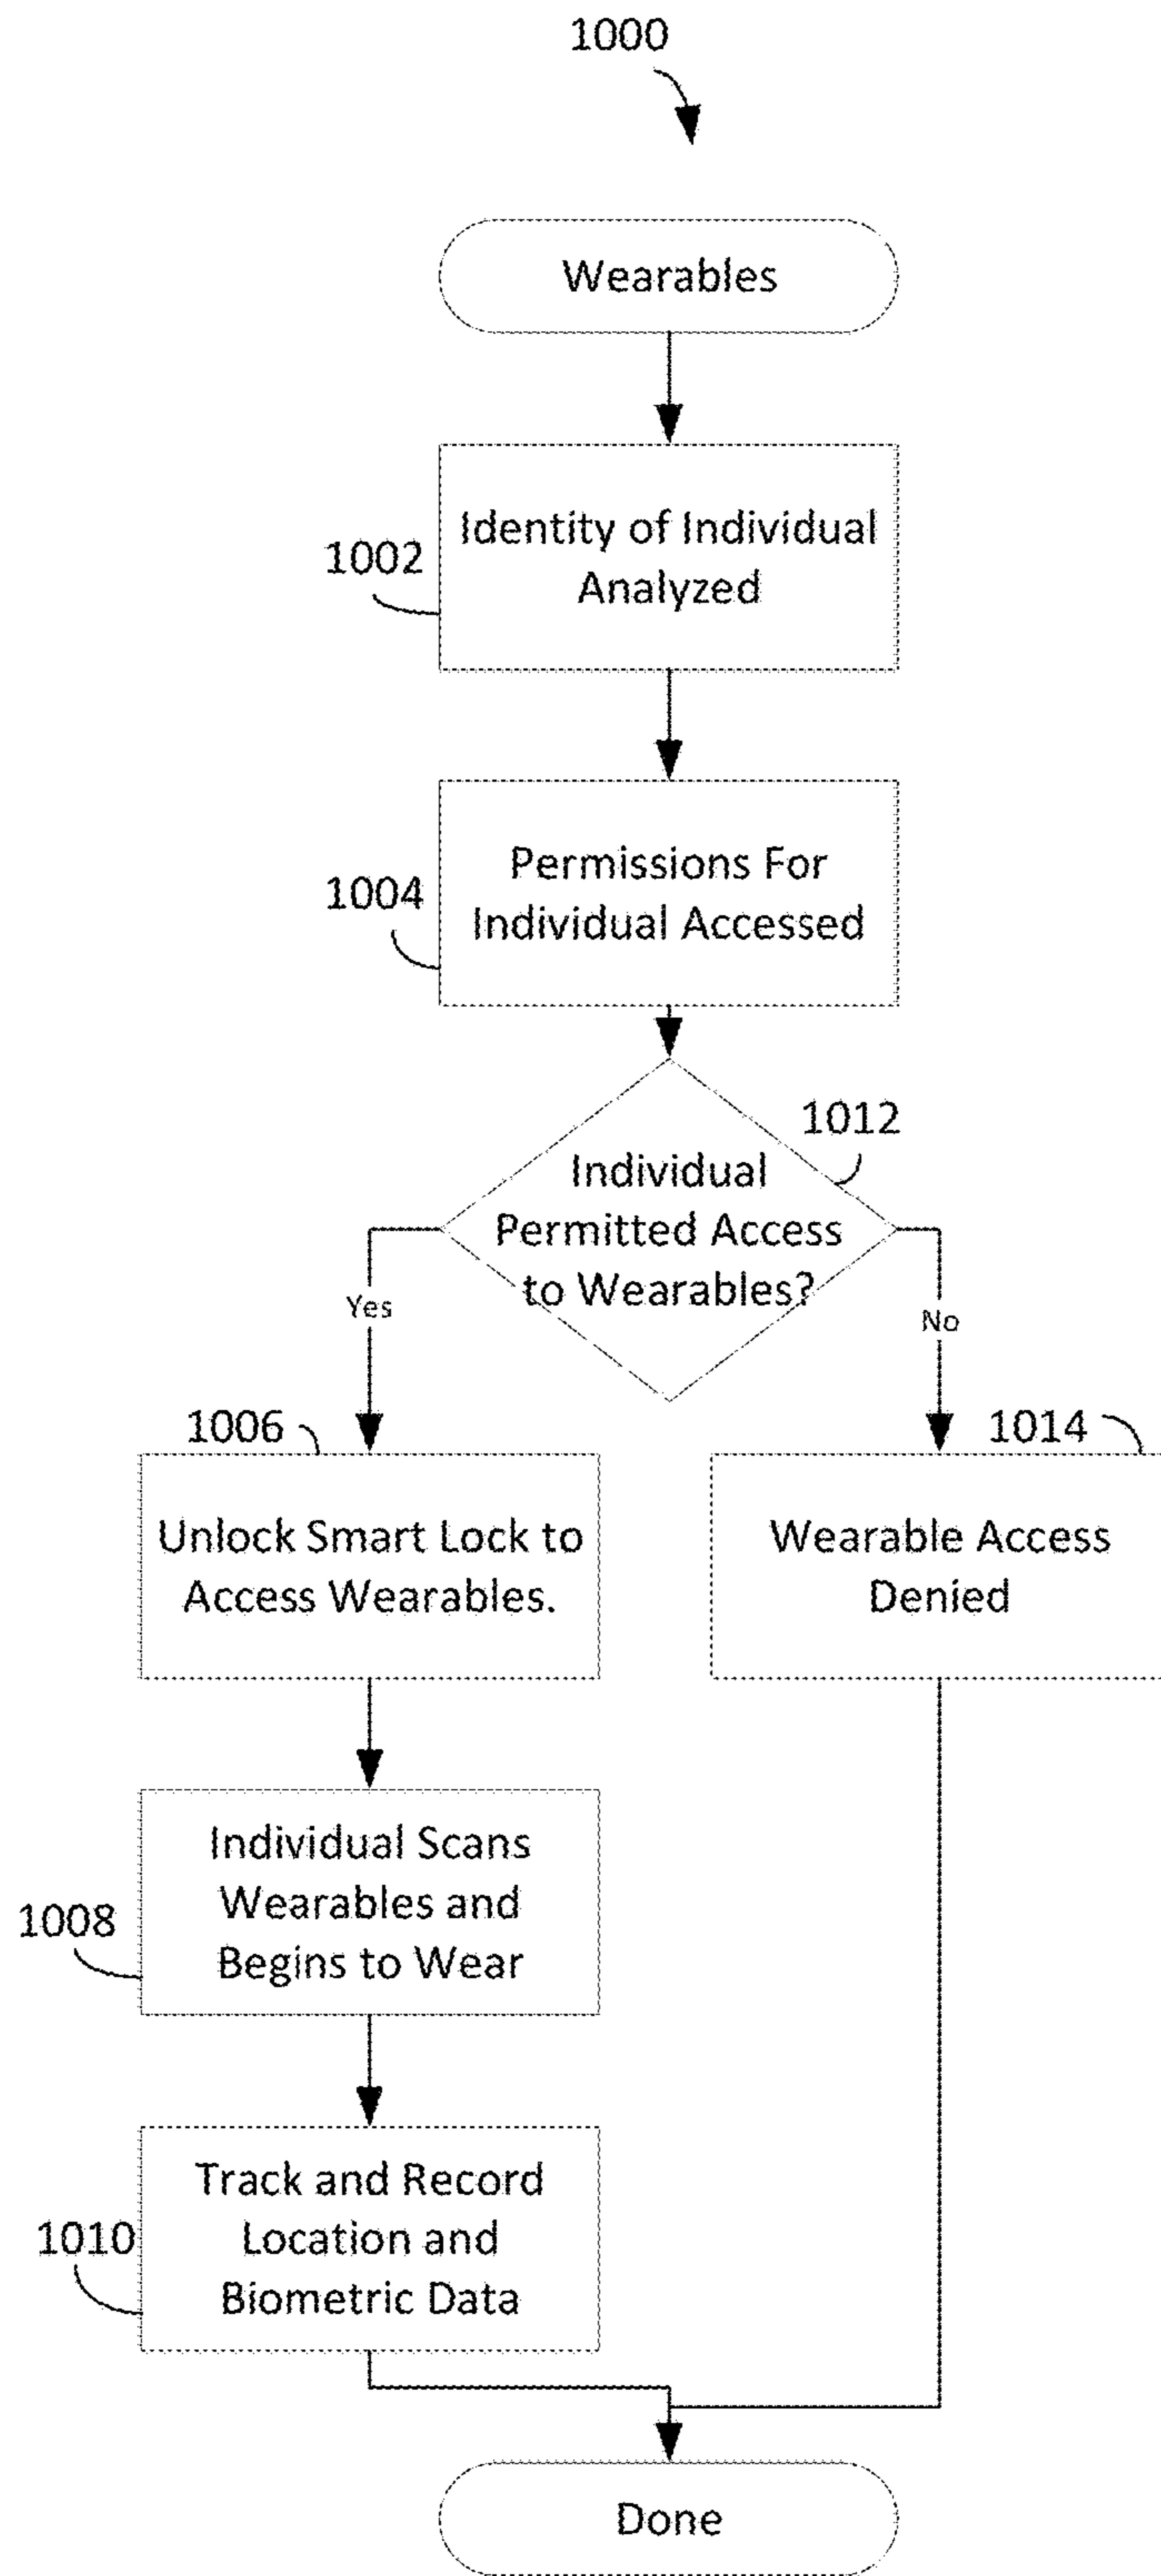 1000
Wearables
Identity of Individual
Analyzed
1002
Permissions For
Individual Accessed
1004
1012
Individual
Permitted Access
to Wearables?
Yes
No
1006
1014
Unlock Smart Lock to
Access Wearables.
Wearable Access
Denied
Individual Scans
Wearables and
Begins to Wear
1008
Track and Record
Location and
Biometric Data
1010
Done